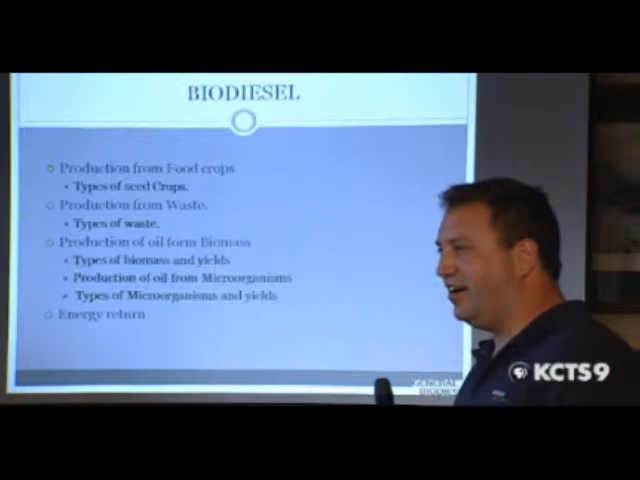 BIODIESEL
Production from Food crops
Types of seed Crops.
Production from Waste.
Types of waste.
Production of oil form Biomass
Types of biomass and yields
Production of oil from Microorganisms
Types of Microorganisms and yields
Energy return
GENERAL
BIODIES
KCTS9